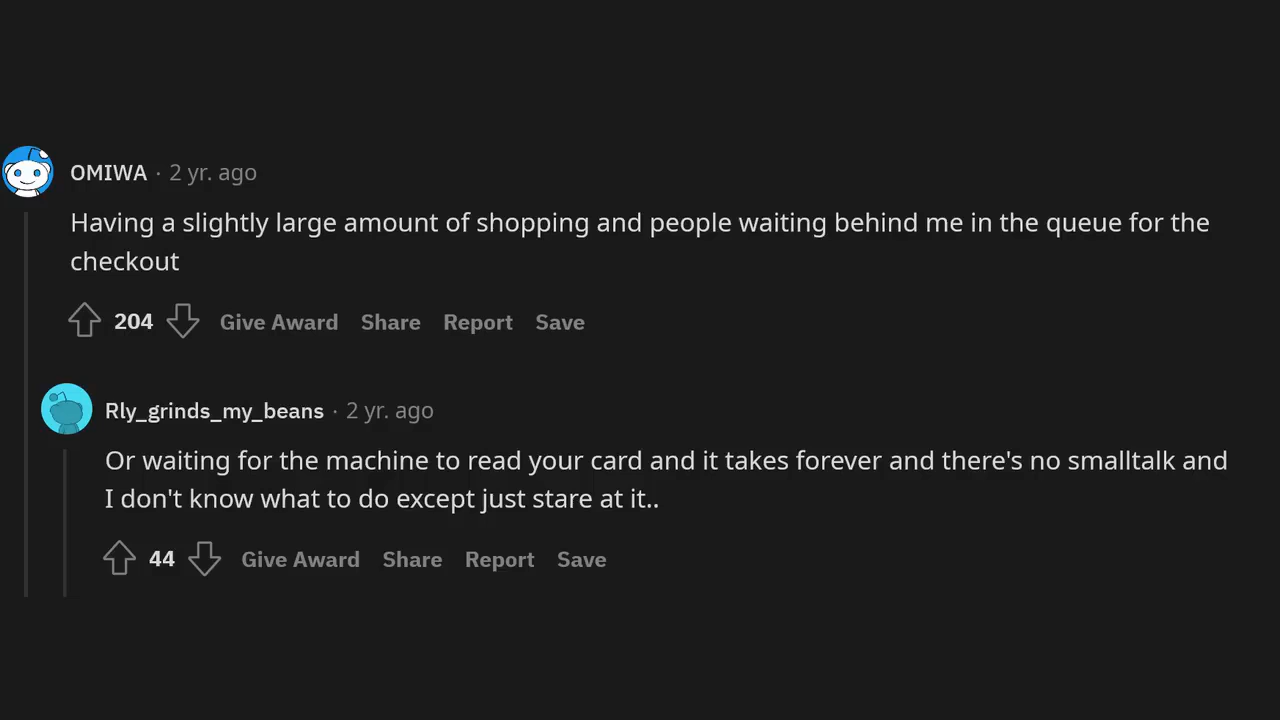 OMIWA · 2 yr. ago
Having a slightly large amount of shopping and people waiting behind me in the queue for the
checkout
204 Give Award Share Report Save
Rly_grinds_my_beans · 2 yr. ago
Or waiting for the machine to read your card and it takes forever and there's no smalltalk and
I don't know what to do except just stare at it..
44 Give Award Share Report Save